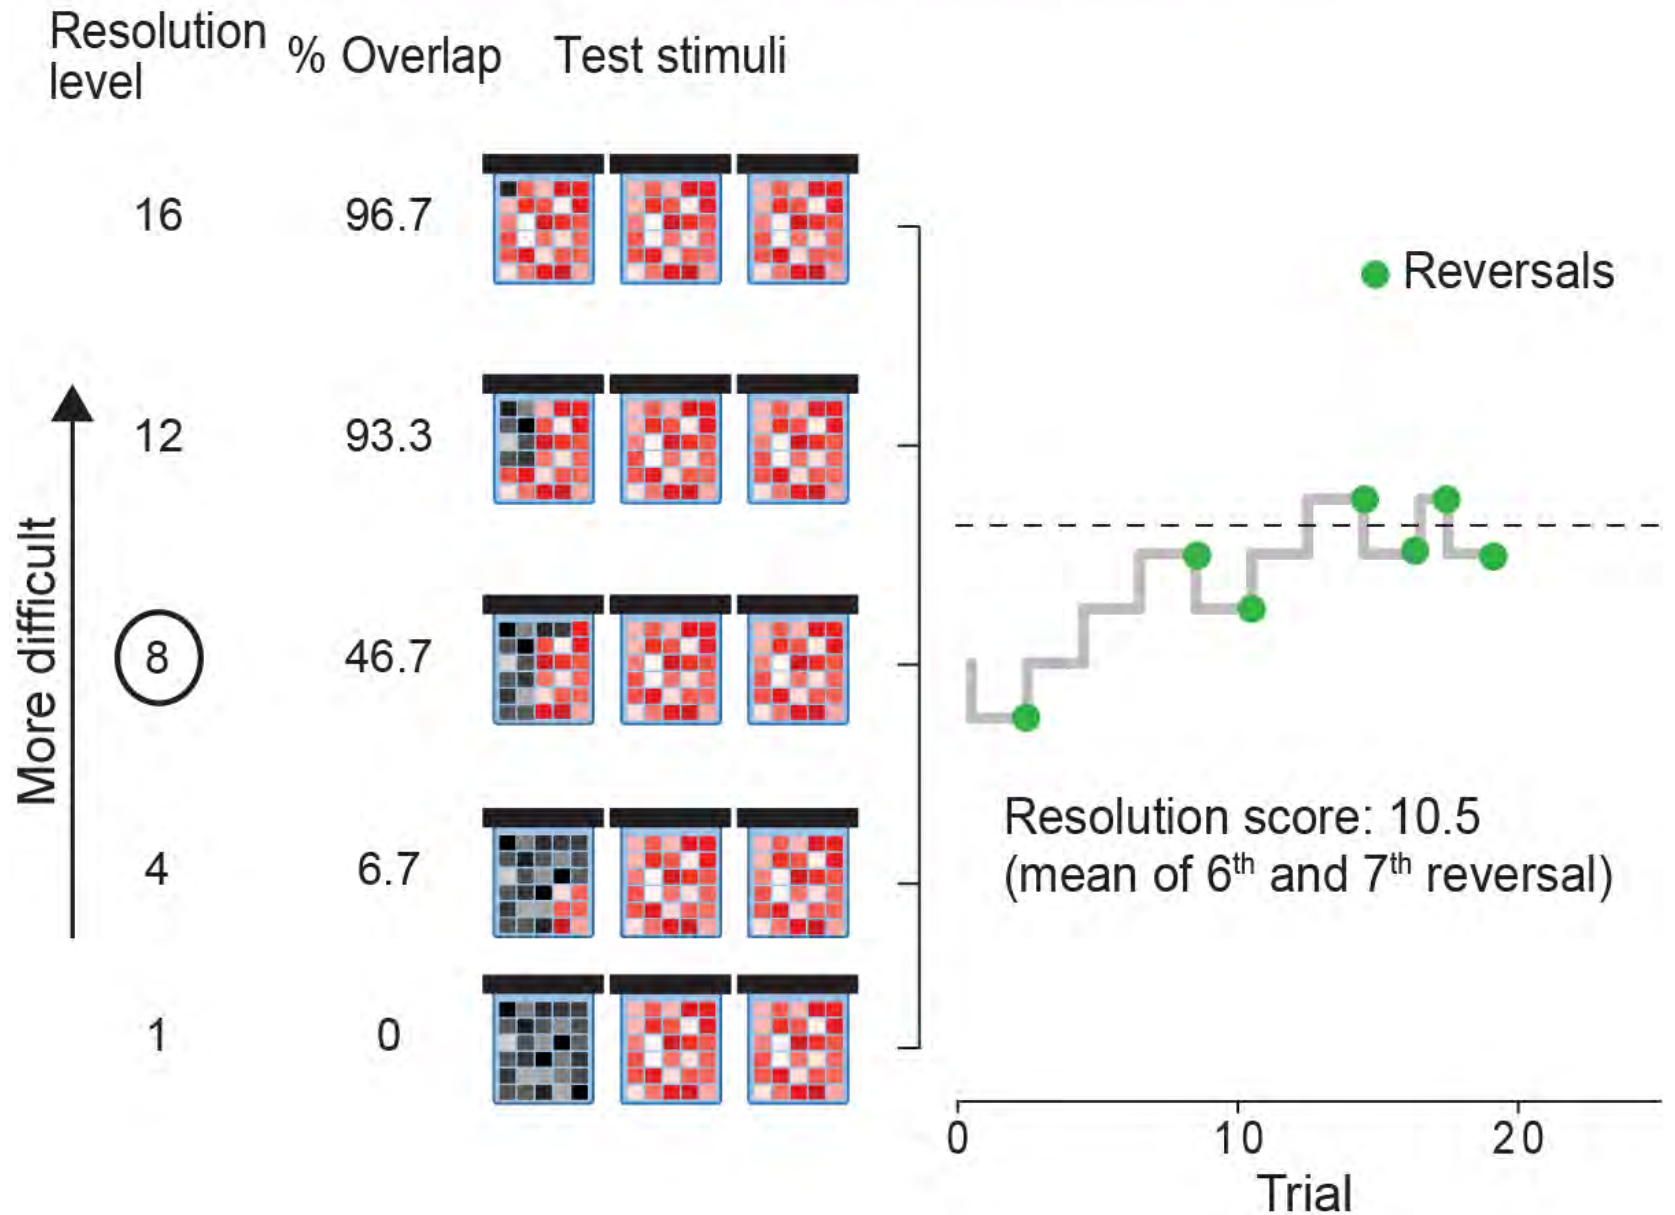 Resolution level
% Overlap
Test stimuli
16
96.7
12
93.3
8
46.7
4
6.7
1
0
More difficult
Reversals
Resolution score: 10.5
(mean of 6th and 7th reversal)
0
10
20
Trial